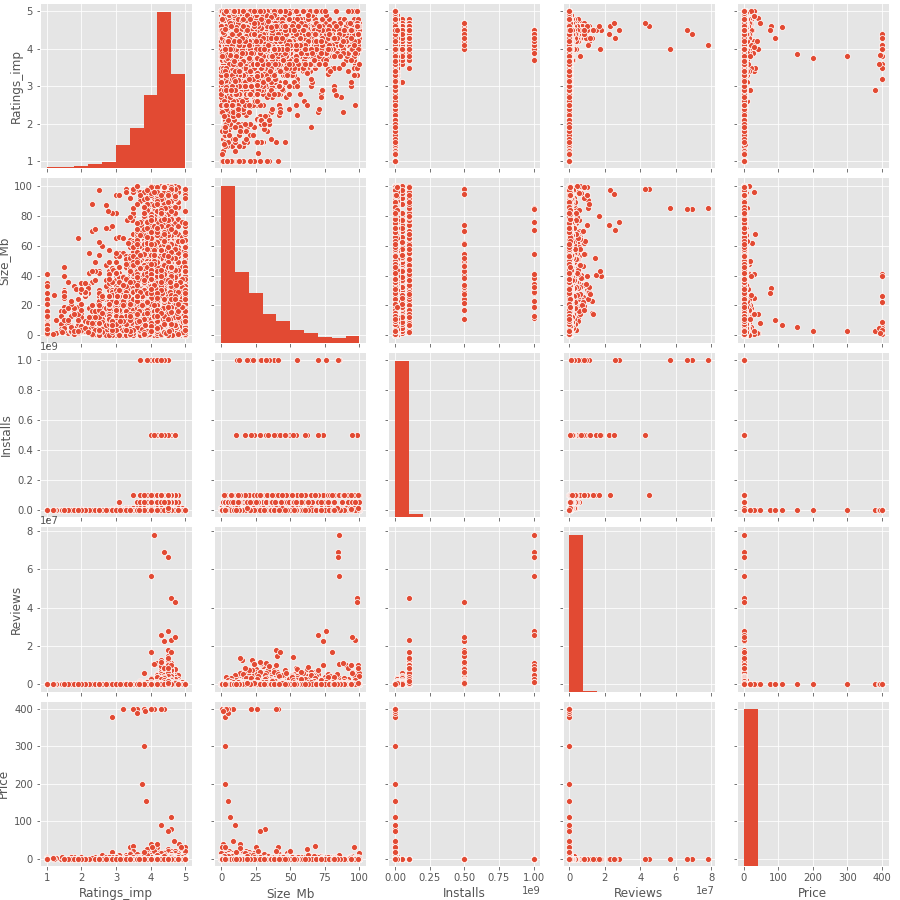 5
4
3
2
1
Ratings_imp
100
80
60
40
20
0
Size_Mb
1e9
1.0
0.8
0.6
0.4
0.2
0.0
Installs
1e7
8
6
4
2
0
Reviews
400
300
200
100
0
Price
1 2 3 4 5
Ratings_imp
0 25 50 75 100
Size_Mb
0.00 0.25 0.50 0.75 1.00
1e9
Installs
0 2 4 6 8
1e7
Reviews
0 100 200 300 400
Price